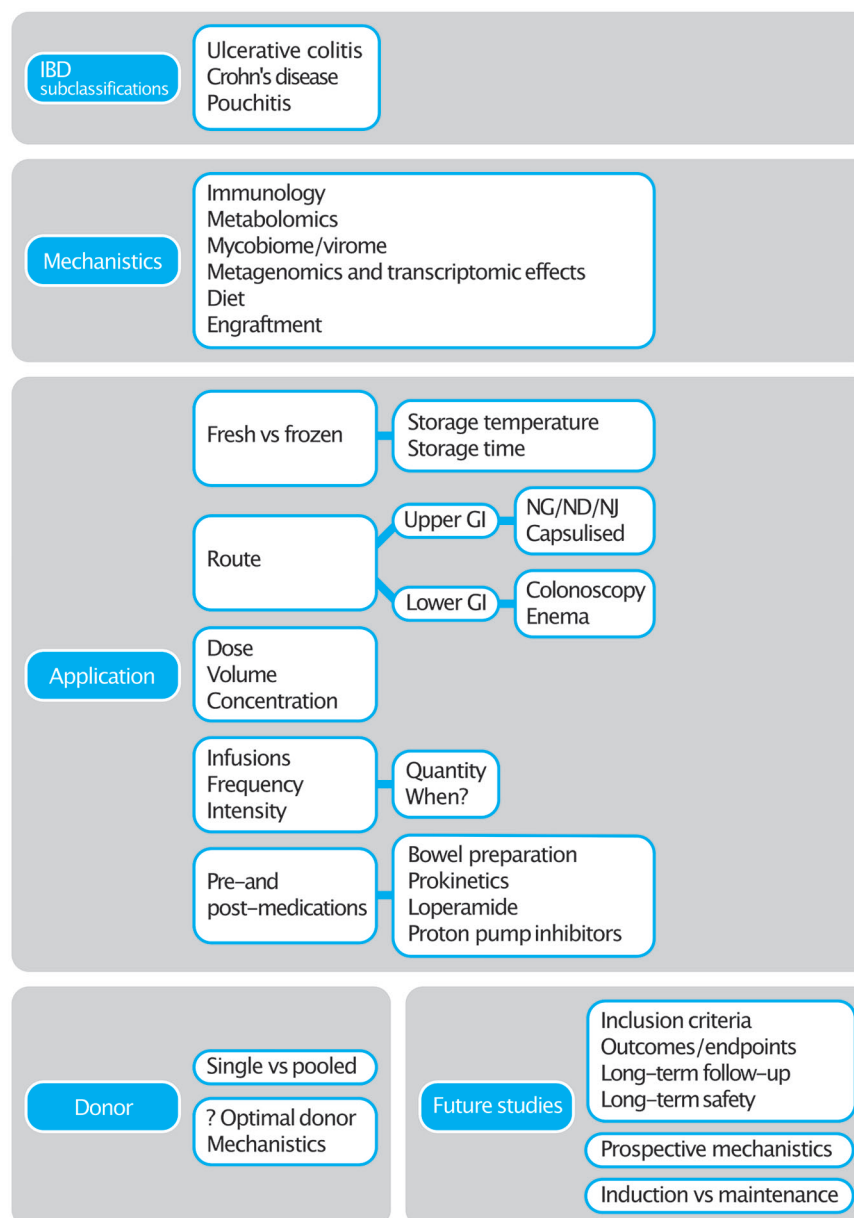 IBD
subclassifications
Ulcerative colitis
Crohn's disease
Pouchitis
Mechanistics
Immunology
Metabolomics
Mycobiome/virome
Metagenomics and transcriptomic effects
Diet
Engraftment
Application
Fresh vs frozen
Storage temperature
Storage time
Route
Upper GI
NG/ND/NJ
Capsulised
Lower GI
Colonoscopy
Enema
Dose
Volume
Concentration
Infusions
Frequency
Intensity
Quantity
When?
Pre-and
post-medications
Bowel preparation
Prokinetics
Loperamide
Proton pump inhibitors
Donor
Single vs pooled
? Optimal donor
Mechanistics
Future studies
Inclusion criteria
Outcomes/endpoints
Long-term follow-up
Long-term safety
Prospective mechanistics
Induction vs maintenance